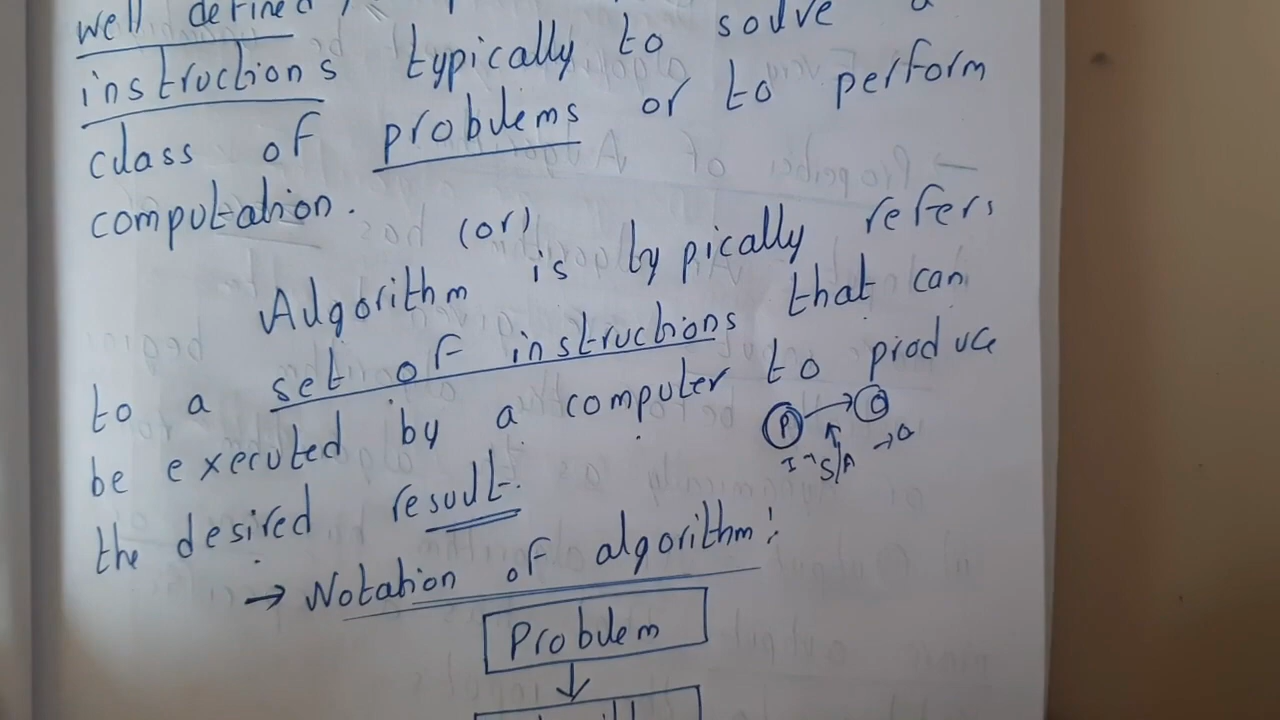 well defined,
instructions typically to solve a
class of problems or to perform
computation.
(or)
Algorithm is typically refers
to a set of instructions that can
be executed by a computer to produce
the desired result.
P → O
I → S/A → O
→ Notation of algorithm:
Problem